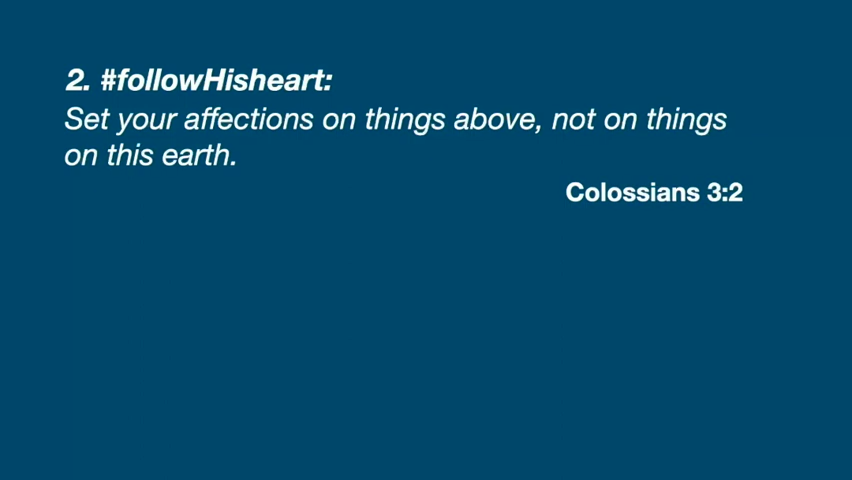 2. #followHisheart:
Set your affections on things above, not on things
on this earth.
Colossians 3:2